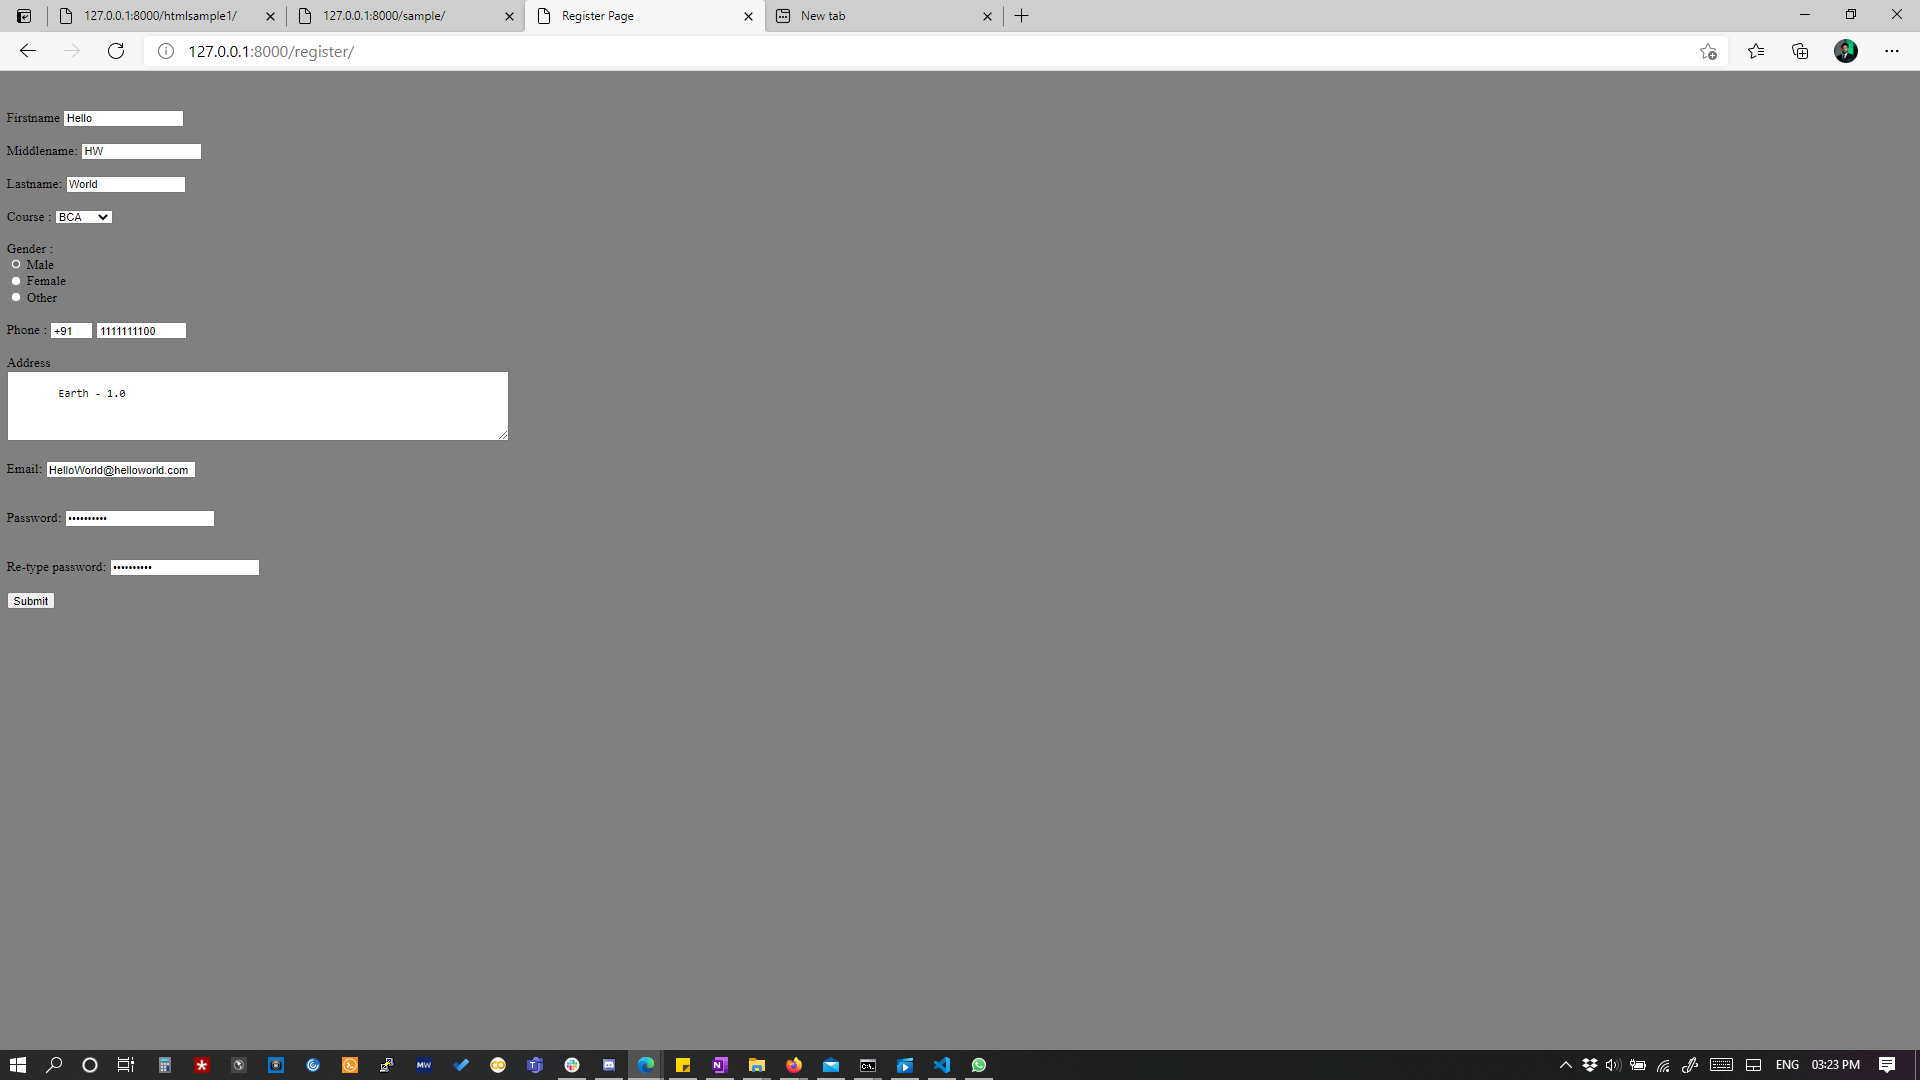 127.0.0.1:8000/htmlsample1/
127.0.0.1:8000/sample/
Register Page
New tab
127.0.0.1:8000/register/
Firstname Hello
Middlename: HW
Lastname: World
Course : BCA
Gender :
Male
Female
Other
Phone : +91 1111111100
Address
Earth - 1.0
Email: HelloWorld@helloworld.com
Password: ••••••••••
Re-type password: ••••••••••
Submit
MW
ENG 03:23 PM